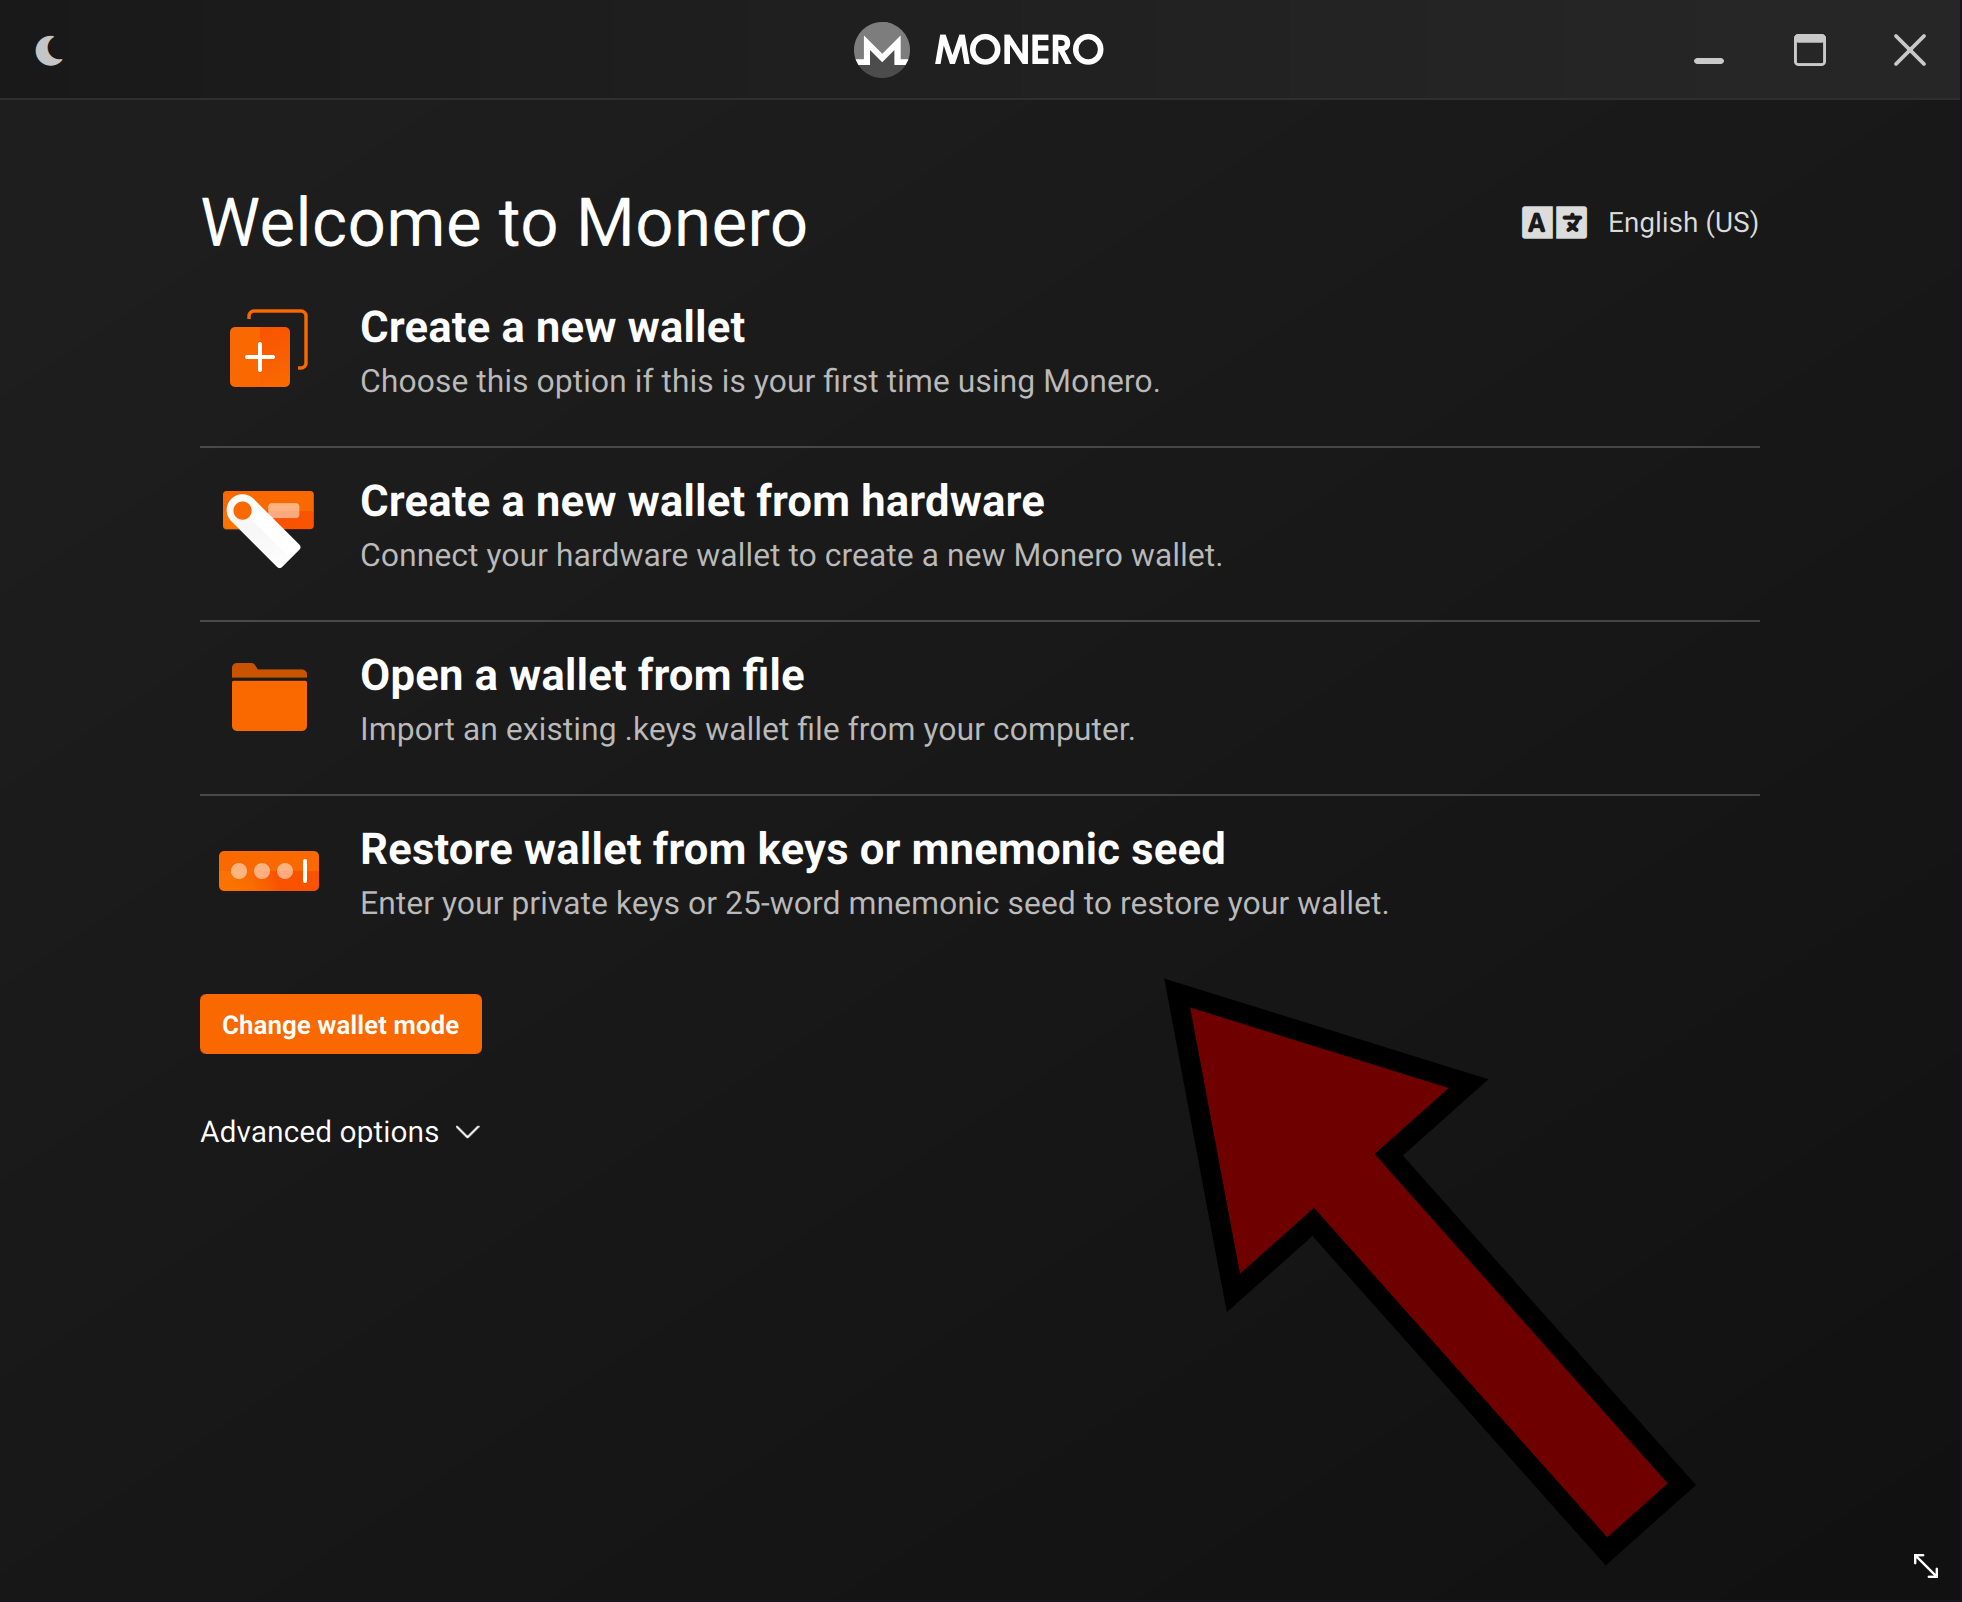 MONERO
Welcome to Monero
A文 English (US)
Create a new wallet
Choose this option if this is your first time using Monero.
Create a new wallet from hardware
Connect your hardware wallet to create a new Monero wallet.
Open a wallet from file
Import an existing .keys wallet file from your computer.
Restore wallet from keys or mnemonic seed
Enter your private keys or 25-word mnemonic seed to restore your wallet.
Change wallet mode
Advanced options